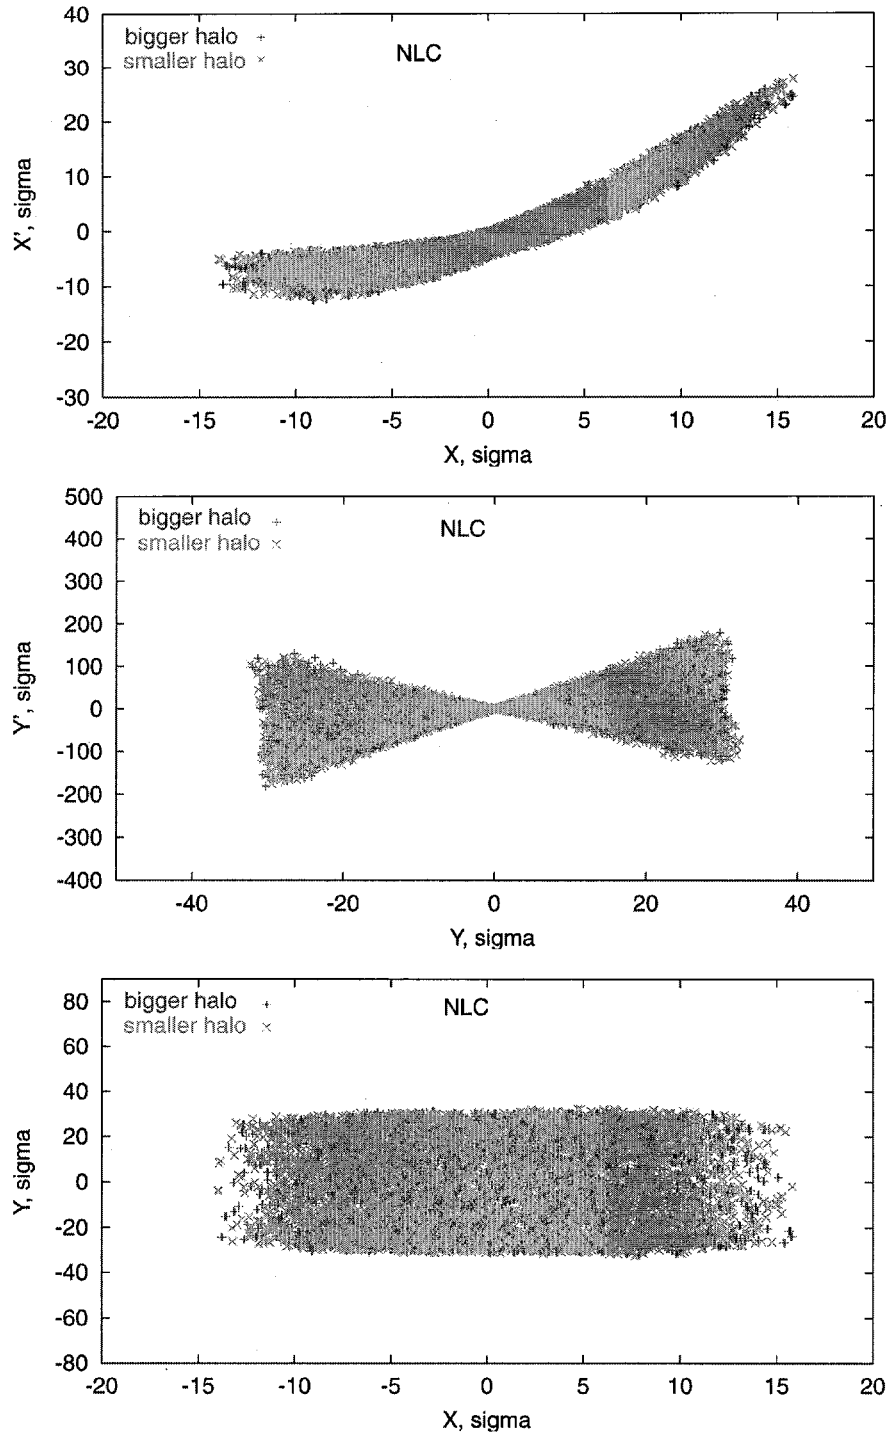 40
30
20
10
0
-10
-20
-30
X', sigma
bigger halo +
smaller halo ×
NLC
-20 -15 -10 -5 0 5 10 15 20
X, sigma
500
400
300
200
100
0
-100
-200
-300
-400
Y', sigma
bigger halo +
smaller halo ×
NLC
-40 -20 0 20 40
Y, sigma
80
60
40
20
0
-20
-40
-60
-80
Y, sigma
bigger halo +
smaller halo ×
NLC
-20 -15 -10 -5 0 5 10 15 20
X, sigma